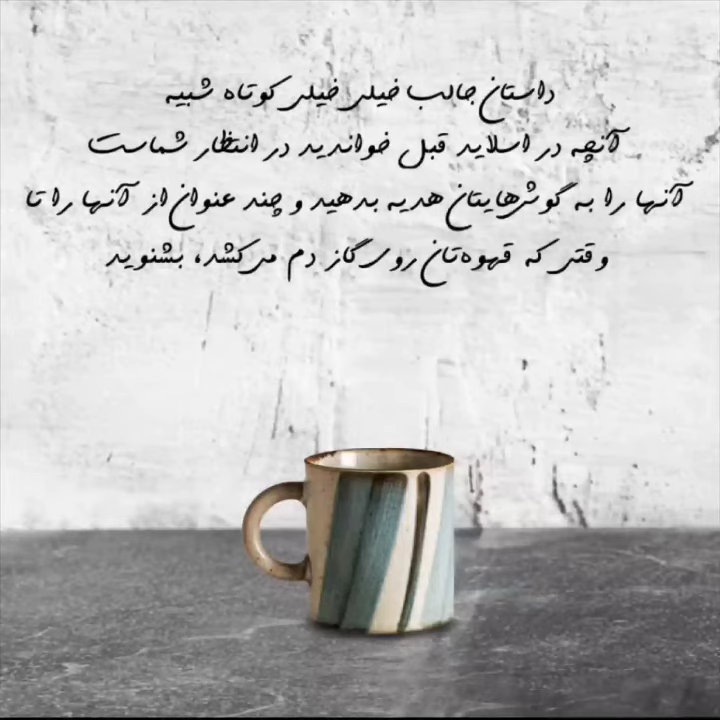 داستان جالب خیلی خیلی کوتاه شبیه
آنچه در اسلاید قبل خواندید در انتظار شماست
آنها را به گوش‌هایتان هدیه بدهید و چند عنوان از آنها را تا
وقتی که قهوه‌تان روی گاز دم می‌کشد، بشنوید